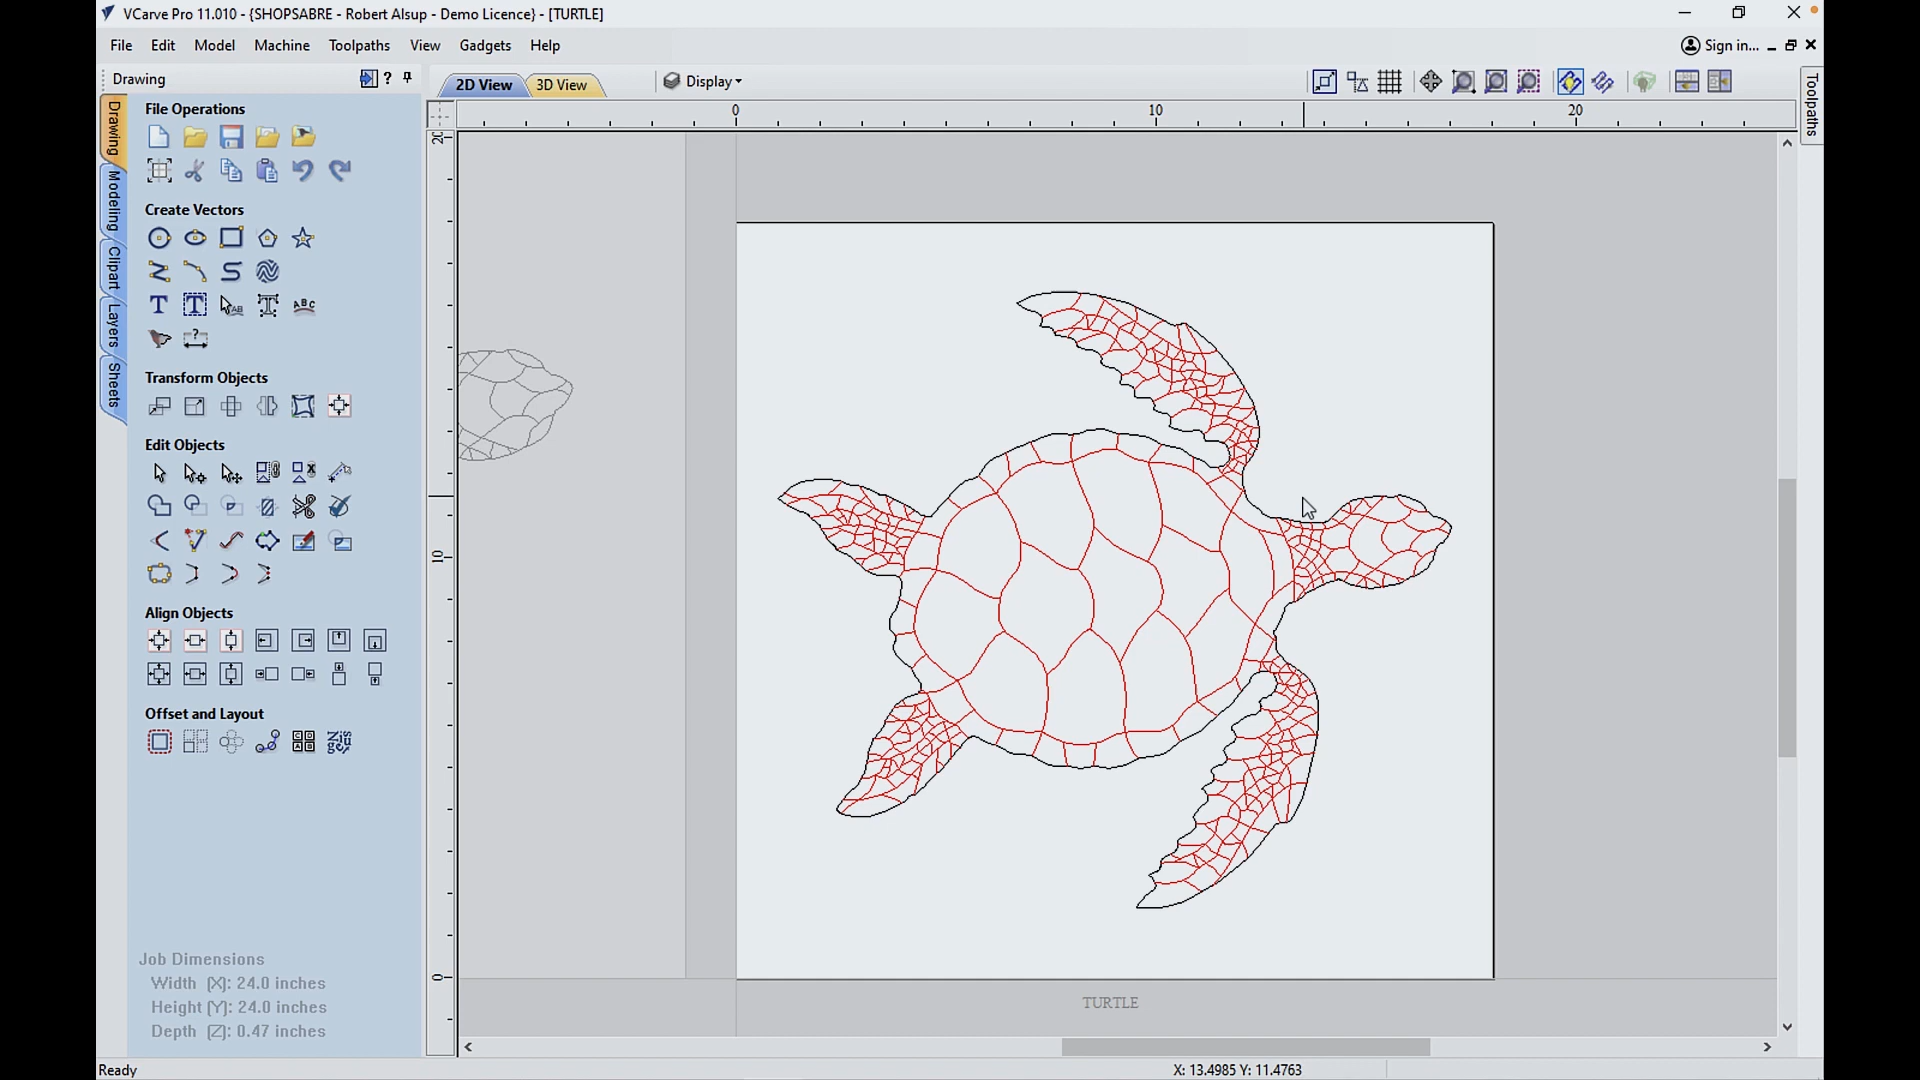 VCarve Pro 11.010 - {SHOPSABRE - Robert Alsup - Demo Licence} - [TURTLE]
File Edit Model Machine Toolpaths View Gadgets Help
Sign in...
Drawing
2D View 3D View Display
Toolpaths
Drawing
Modeling
Clipart
Layers
Sheets
File Operations
Create Vectors
Transform Objects
Edit Objects
Align Objects
Offset and Layout
0 10 20
20
10
0
Job Dimensions
Width (X): 24.0 inches
Height (Y): 24.0 inches
Depth (Z): 0.47 inches
TURTLE
Ready
X: 13.4985 Y: 11.4763